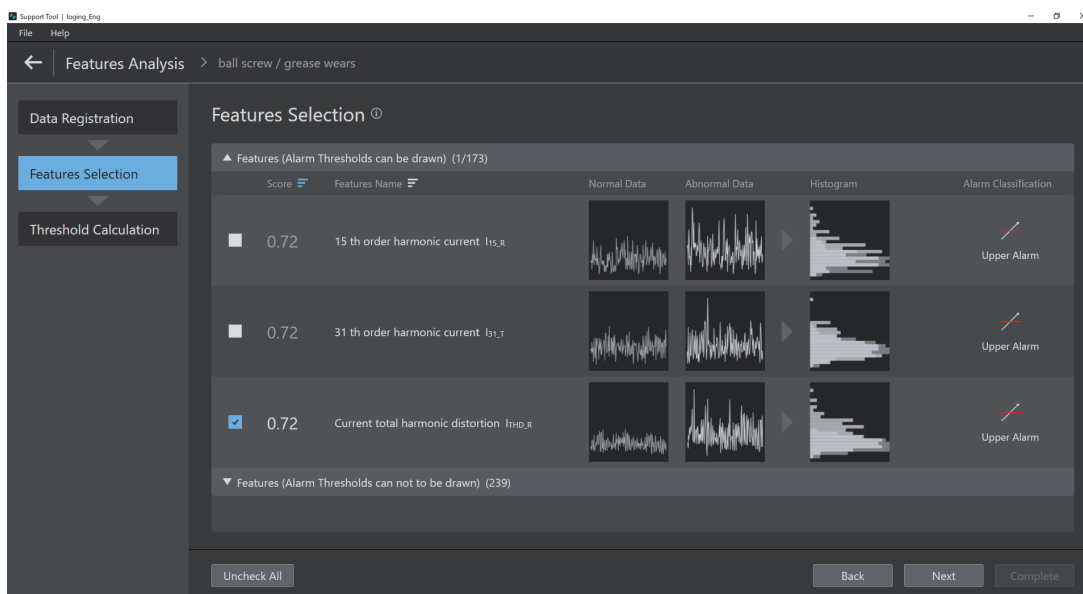 Support Tool | loging_Eng
File Help
Features Analysis > ball screw / grease wears
Data Registration
Features Selection
Threshold Calculation
Features Selection
Features (Alarm Thresholds can be drawn) (1/173)
Score Features Name Normal Data Abnormal Data Histogram Alarm Classification
0.72 15 th order harmonic current I15_R Upper Alarm
0.72 31 th order harmonic current I31_T Upper Alarm
0.72 Current total harmonic distortion ITHD_R Upper Alarm
Features (Alarm Thresholds can not to be drawn) (239)
Uncheck All Back Next Complete